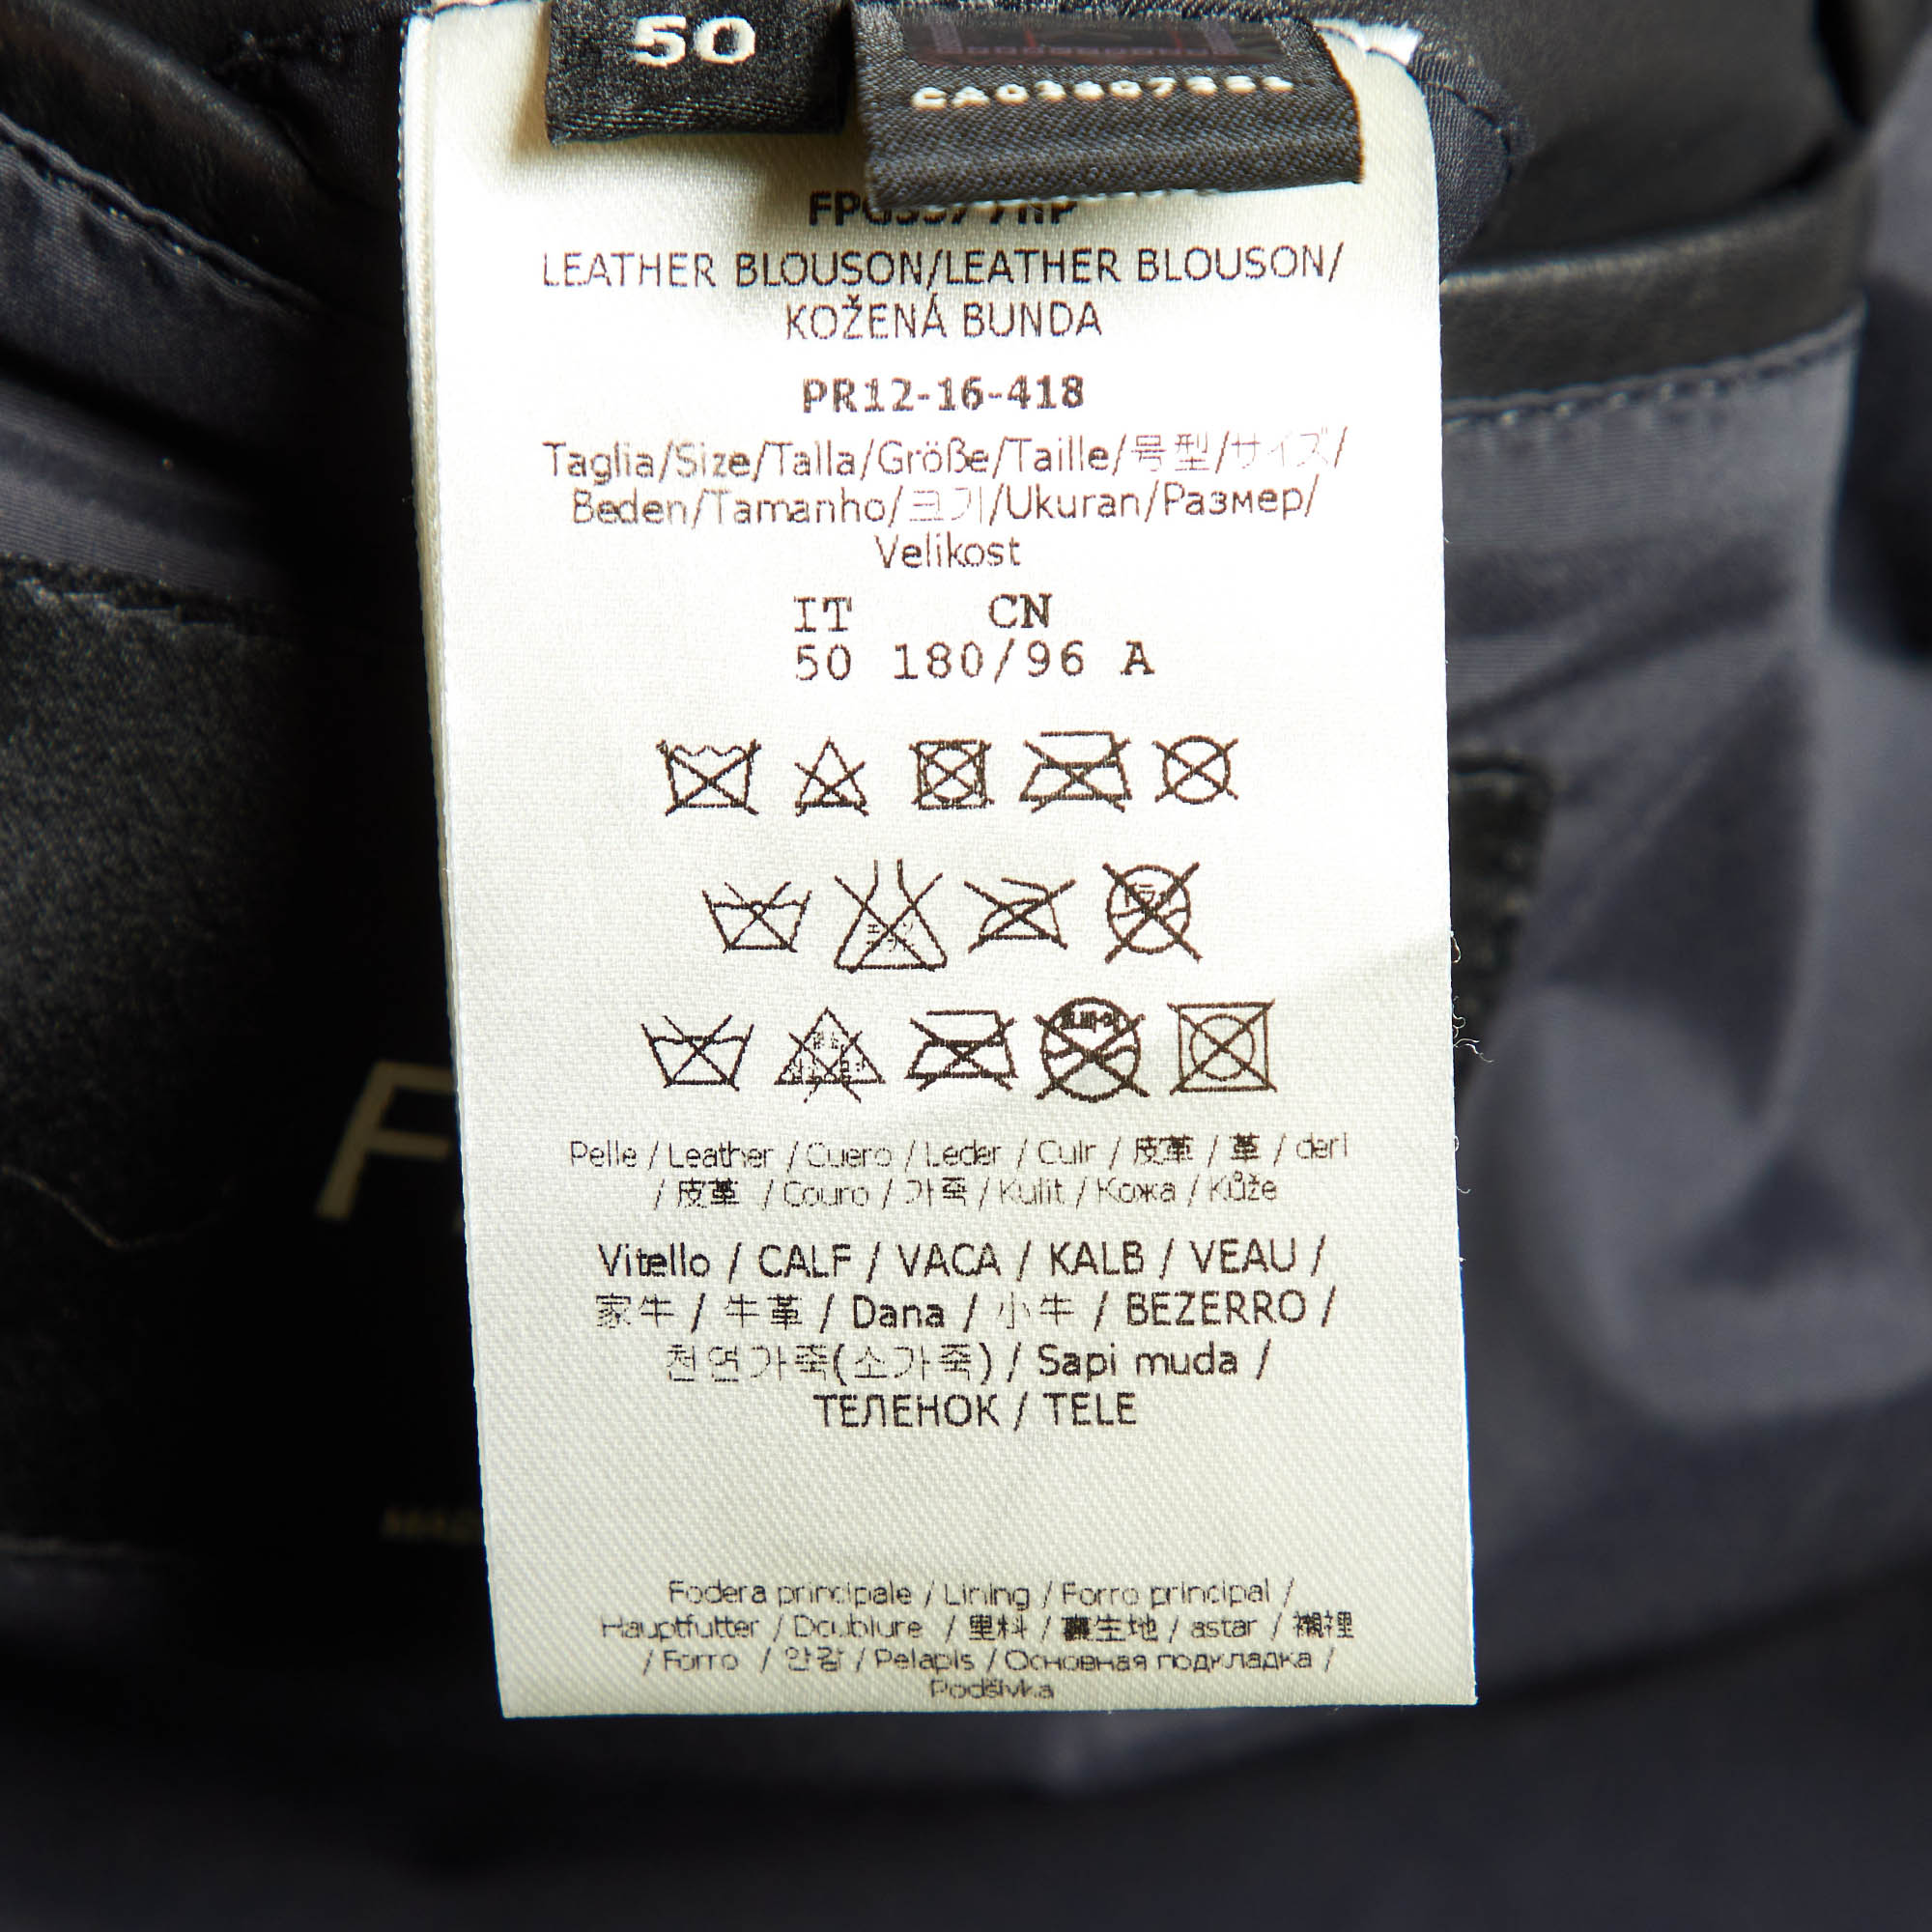 50
LEATHER BLOUSON/LEATHER BLOUSON/
KOŽENÁ BUNDA
PR12-16-418
Taglia/Size/Talla/Größe/Taille/号型/サイズ/
Beden/Tamanho/크기/Ukuran/Размер/
Velikost
IT CN
50 180/96 A
Pelle / Leather / Cuero / Leder / Cuir / 皮革 / 革 / deri
/ 皮革 / Couro / 가죽 / Kulit / Кожа / Kůže
Vitello / CALF / VACA / KALB / VEAU /
家牛 / 牛革 / Dana / 小牛 / BEZERRO /
천연가죽(소가죽) / Sapi muda /
ТЕЛЕНОК / TELE
Fodera principale / Lining / Forro principal /
Hauptfutter / Doublure / 里料 / 裏生地 / astar / 襯裡
/ Forro / 안감 / Pelapis / Основная подкладка /
Podšívka